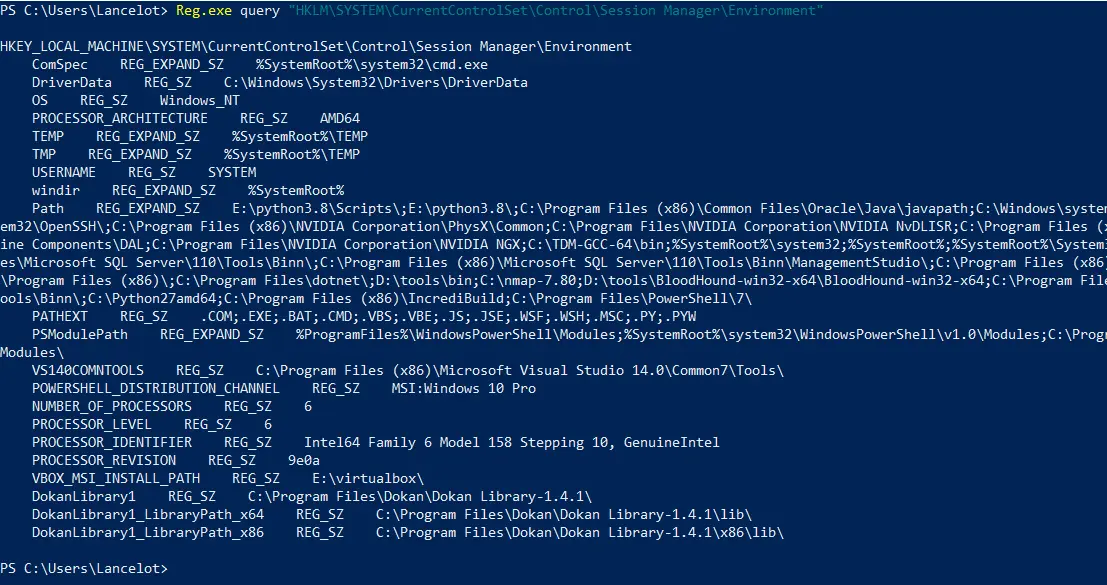 PS C:\Users\Lancelot> Reg.exe query "HKLM\SYSTEM\CurrentControlSet\Control\Session Manager\Environment"
HKEY_LOCAL_MACHINE\SYSTEM\CurrentControlSet\Control\Session Manager\Environment
ComSpec    REG_EXPAND_SZ    %SystemRoot%\system32\cmd.exe
DriverData    REG_SZ    C:\Windows\System32\Drivers\DriverData
OS    REG_SZ    Windows_NT
PROCESSOR_ARCHITECTURE    REG_SZ    AMD64
TEMP    REG_EXPAND_SZ    %SystemRoot%\TEMP
TMP    REG_EXPAND_SZ    %SystemRoot%\TEMP
USERNAME    REG_SZ    SYSTEM
windir    REG_EXPAND_SZ    %SystemRoot%
Path    REG_EXPAND_SZ    E:\python3.8\Scripts\;E:\python3.8\;C:\Program Files (x86)\Common Files\Oracle\Java\javapath;C:\Windows\system
em32\OpenSSH\;C:\Program Files (x86)\NVIDIA Corporation\PhysX\Common;C:\Program Files\NVIDIA Corporation\NVIDIA NvDLISR;C:\Program Files (x
ine Components\DAL;C:\Program Files\NVIDIA Corporation\NVIDIA NGX;C:\TDM-GCC-64\bin;%SystemRoot%\system32;%SystemRoot%;%SystemRoot%\System
es\Microsoft SQL Server\110\Tools\Binn\;C:\Program Files (x86)\Microsoft SQL Server\110\Tools\Binn\ManagementStudio\;C:\Program Files (x86)
\Program Files (x86)\;C:\Program Files\dotnet\;D:\tools\bin;C:\nmap-7.80;D:\tools\BloodHound-win32-x64\BloodHound-win32-x64;C:\Program File
ools\Binn\;C:\Python27amd64;C:\Program Files (x86)\IncrediBuild;C:\Program Files\PowerShell\7\
PATHEXT    REG_SZ    .COM;.EXE;.BAT;.CMD;.VBS;.VBE;.JS;.JSE;.WSF;.WSH;.MSC;.PY;.PYW
PSModulePath    REG_EXPAND_SZ    %ProgramFiles%\WindowsPowerShell\Modules;%SystemRoot%\system32\WindowsPowerShell\v1.0\Modules;C:\Prog
Modules\
VS140COMNTOOLS    REG_SZ    C:\Program Files (x86)\Microsoft Visual Studio 14.0\Common7\Tools\
POWERSHELL_DISTRIBUTION_CHANNEL    REG_SZ    MSI:Windows 10 Pro
NUMBER_OF_PROCESSORS    REG_SZ    6
PROCESSOR_LEVEL    REG_SZ    6
PROCESSOR_IDENTIFIER    REG_SZ    Intel64 Family 6 Model 158 Stepping 10, GenuineIntel
PROCESSOR_REVISION    REG_SZ    9e0a
VBOX_MSI_INSTALL_PATH    REG_SZ    E:\virtualbox\
DokanLibrary1    REG_SZ    C:\Program Files\Dokan\Dokan Library-1.4.1\
DokanLibrary1_LibraryPath_x64    REG_SZ    C:\Program Files\Dokan\Dokan Library-1.4.1\lib\
DokanLibrary1_LibraryPath_x86    REG_SZ    C:\Program Files\Dokan\Dokan Library-1.4.1\x86\lib\
PS C:\Users\Lancelot>